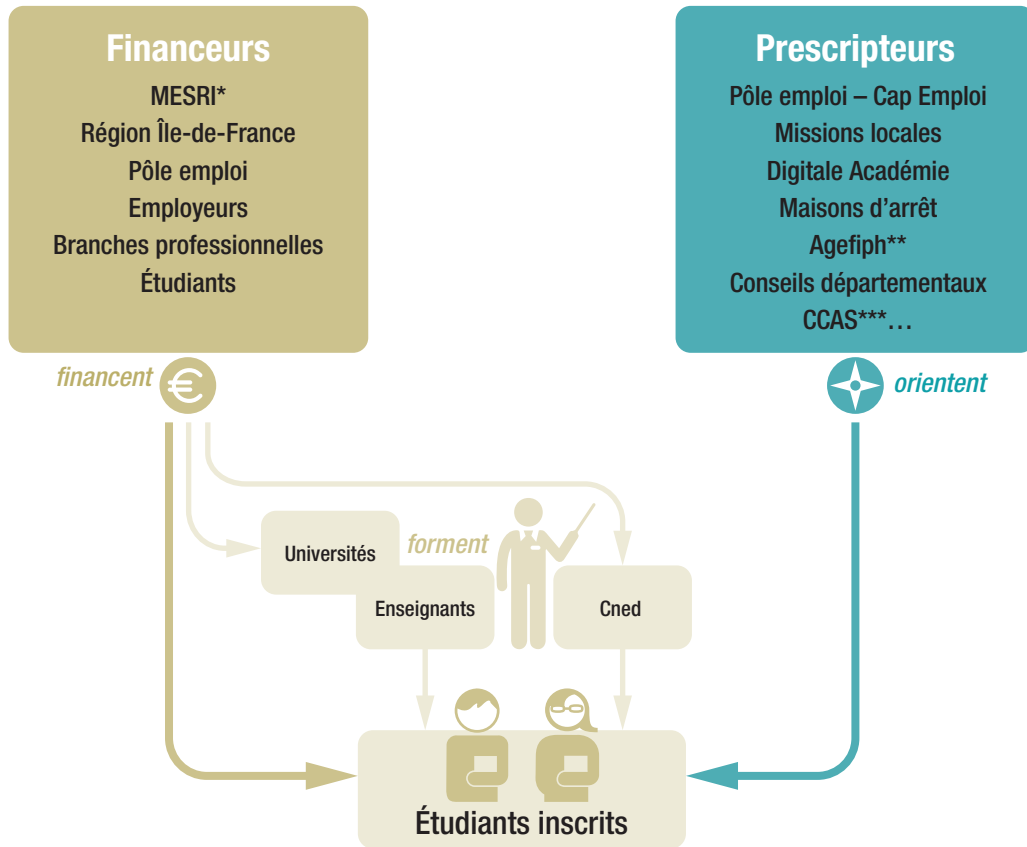 Financeurs
MESRI*
Région Île-de-France
Pôle emploi
Employeurs
Branches professionnelles
Étudiants
Prescripteurs
Pôle emploi – Cap Emploi
Missions locales
Digitale Académie
Maisons d'arrêt
Agefiph**
Conseils départementaux
CCAS***…
financent
€
orientent
Universités
forment
Enseignants
Cned
Étudiants inscrits